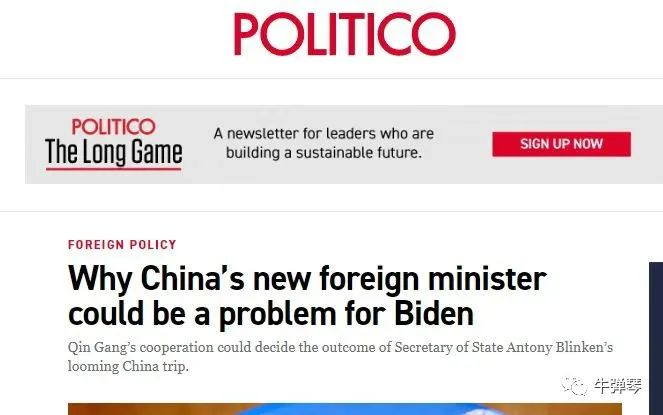 POLITICO
POLITICO
The Long Game
A newsletter for leaders who are
building a sustainable future.
SIGN UP NOW
FOREIGN POLICY
Why China's new foreign minister
could be a problem for Biden
Qin Gang's cooperation could decide the outcome of Secretary of State Antony Blinken's
looming China trip.
牛弹琴